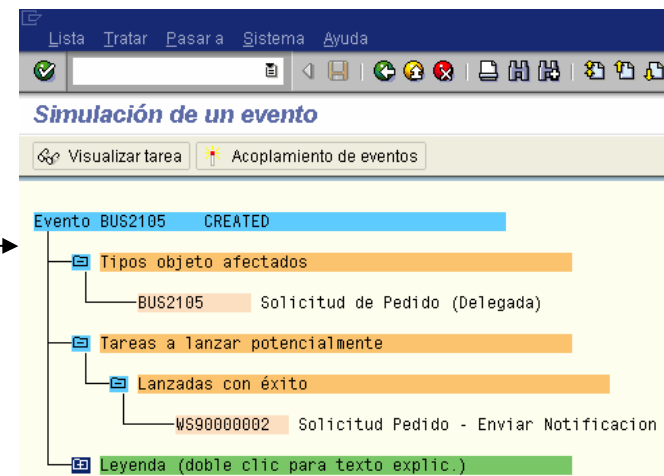 Lista Tratar Pasar a Sistema Ayuda
Simulación de un evento
Visualizar tarea Acoplamiento de eventos
Evento BUS2105 CREATED
Tipos objeto afectados
BUS2105 Solicitud de Pedido (Delegada)
Tareas a lanzar potencialmente
Lanzadas con éxito
WS90000002 Solicitud Pedido - Enviar Notificacion
Leyenda (doble clic para texto explic.)